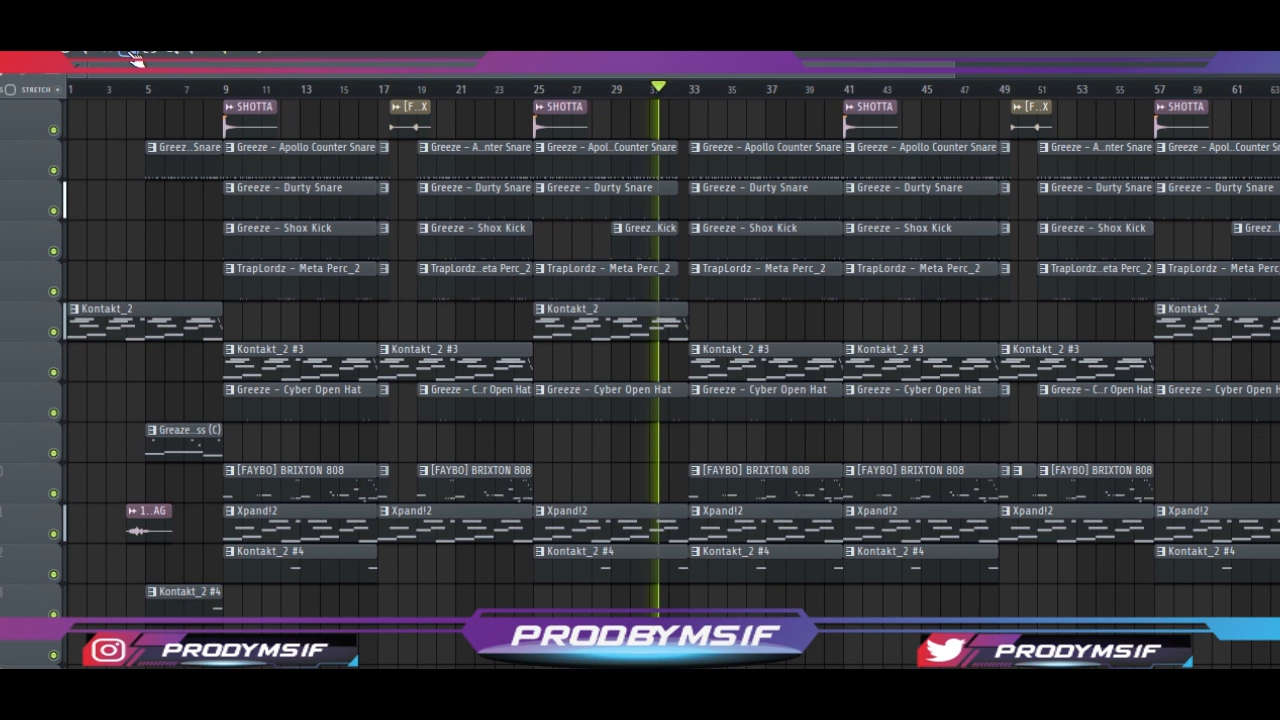 STRETCH 1 3 5 7 9 11 13 15 17 19 21 23 25 27 29 33 35 37 39 41 43 45 47 49 51 53 55 57 59 61 63
SHOTTA [F..X SHOTTA SHOTTA [F..X SHOTTA
Greez..Snare Greeze - Apollo Counter Snare Greeze - A..nter Snare Greeze - Apol..Counter Snare Greeze - Apollo Counter Snare Greeze - Apollo Counter Snare Greeze - A..nter Snare Greeze - Apol..Counter Sn
Greeze - Durty Snare Greeze - Durty Snare Greeze - Durty Snare Greeze - Durty Snare Greeze - Durty Snare Greeze - Durty Snare Greeze - Durty Snare
Greeze - Shox Kick Greeze - Shox Kick Greez..Kick Greeze - Shox Kick Greeze - Shox Kick Greeze - Shox Kick Greez..
TrapLordz - Meta Perc_2 TrapLordz..eta Perc_2 TrapLordz - Meta Perc_2 TrapLordz - Meta Perc_2 TrapLordz - Meta Perc_2 TrapLordz..eta Perc_2 TrapLordz - Meta Perc
Kontakt_2 Kontakt_2 Kontakt_2
Kontakt_2 #3 Kontakt_2 #3 Kontakt_2 #3 Kontakt_2 #3 Kontakt_2 #3
Greeze - Cyber Open Hat Greeze - C..r Open Hat Greeze - Cyber Open Hat Greeze - Cyber Open Hat Greeze - Cyber Open Hat Greeze - C..r Open Hat Greeze - Cyber Open H
Greaze..ss (C)
[FAYBO] BRIXTON 808 [FAYBO] BRIXTON 808 [FAYBO] BRIXTON 808 [FAYBO] BRIXTON 808 [FAYBO] BRIXTON 808
1..AG Xpand!2 Xpand!2 Xpand!2 Xpand!2 Xpand!2 Xpand!2 Xpand!2
Kontakt_2 #4 Kontakt_2 #4 Kontakt_2 #4 Kontakt_2 #4 Kontakt_2 #4
Kontakt_2 #4
PRODBYMSIF
PRODYMSIF PRODYMSIF